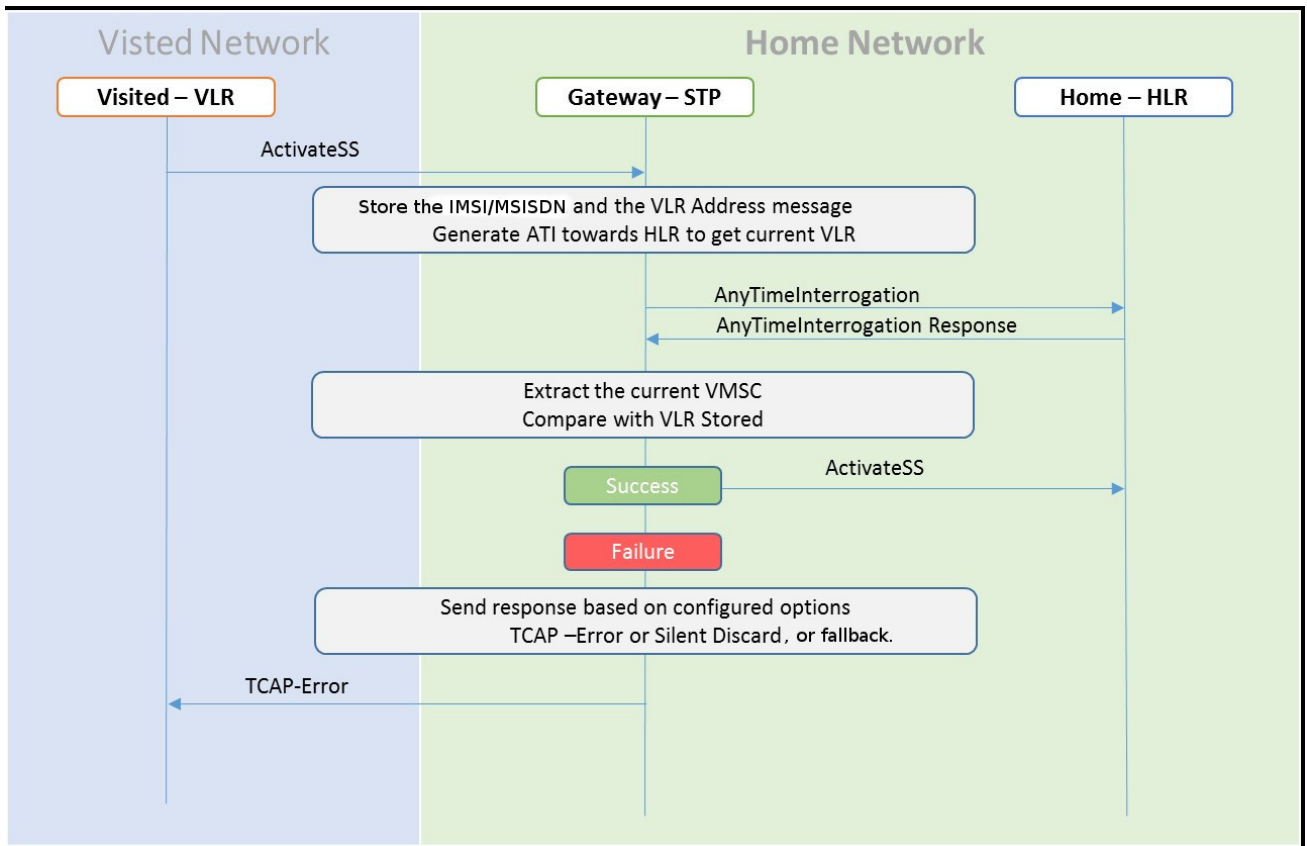 Visted Network
Home Network
Visited – VLR
Gateway – STP
Home – HLR
ActivateSS
Store the IMSI/MSISDN and the VLR Address message
Generate ATI towards HLR to get current VLR
AnyTimeInterrogation
AnyTimeInterrogation Response
Extract the current VMSC
Compare with VLR Stored
ActivateSS
Success
Failure
Send response based on configured options
TCAP –Error or Silent Discard, or fallback.
TCAP-Error